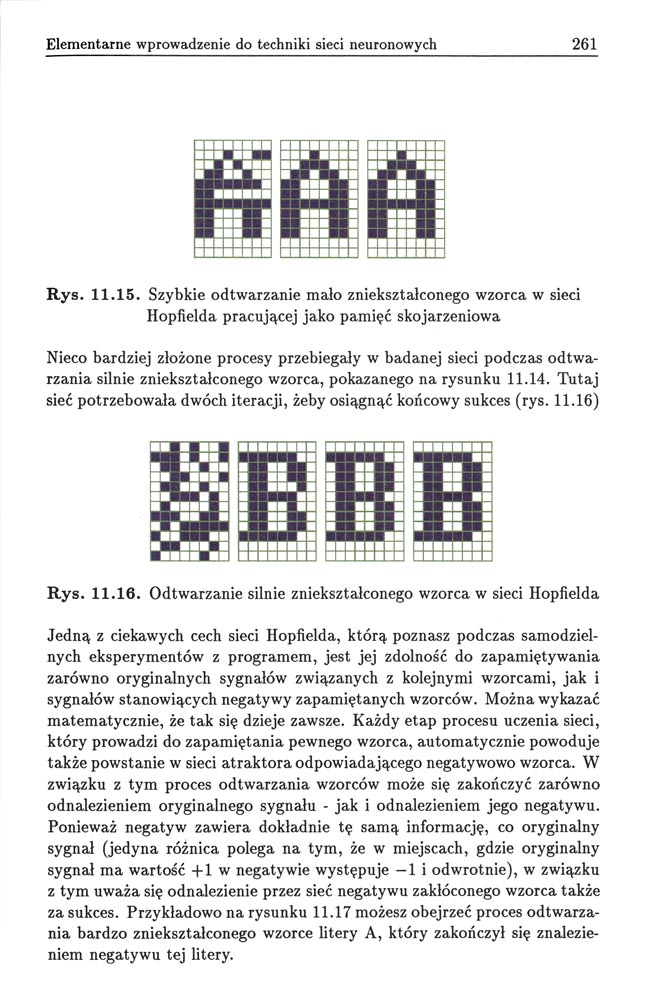 Elementarne wprowadzenie do techniki sieci neuronowych 261
Rys. 11.15. Szybkie odtwarzanie mało zniekształconego wzorca w sieci
Hopfielda pracującej jako pamięć skojarzeniowa
Nieco bardziej złożone procesy przebiegały w badanej sieci podczas odtwa-
rzania silnie zniekształconego wzorca, pokazanego na rysunku 11.14. Tutaj
sieć potrzebowała dwóch iteracji, żeby osiągnąć końcowy sukces (rys. 11.16)
Rys. 11.16. Odtwarzanie silnie zniekształconego wzorca w sieci Hopfielda
Jedną z ciekawych cech sieci Hopfielda, którą poznasz podczas samodziel-
nych eksperymentów z programem, jest jej zdolność do zapamiętywania
zarówno oryginalnych sygnałów związanych z kolejnymi wzorcami, jak i
sygnałów stanowiących negatywy zapamiętanych wzorców. Można wykazać
matematycznie, że tak się dzieje zawsze. Każdy etap procesu uczenia sieci,
który prowadzi do zapamiętania pewnego wzorca, automatycznie powoduje
także powstanie w sieci atraktora odpowiadającego negatywowo wzorca. W
związku z tym proces odtwarzania wzorców może się zakończyć zarówno
odnalezieniem oryginalnego sygnału - jak i odnalezieniem jego negatywu.
Ponieważ negatyw zawiera dokładnie tę samą informację, co oryginalny
sygnał (jedyna różnica polega na tym, że w miejscach, gdzie oryginalny
sygnał ma wartość +1 w negatywie występuje −1 i odwrotnie), w związku
z tym uważa się odnalezienie przez sieć negatywu zakłóconego wzorca także
za sukces. Przykładowo na rysunku 11.17 możesz obejrzeć proces odtwarza-
nia bardzo zniekształconego wzorce litery A, który zakończył się znalezie-
niem negatywu tej litery.